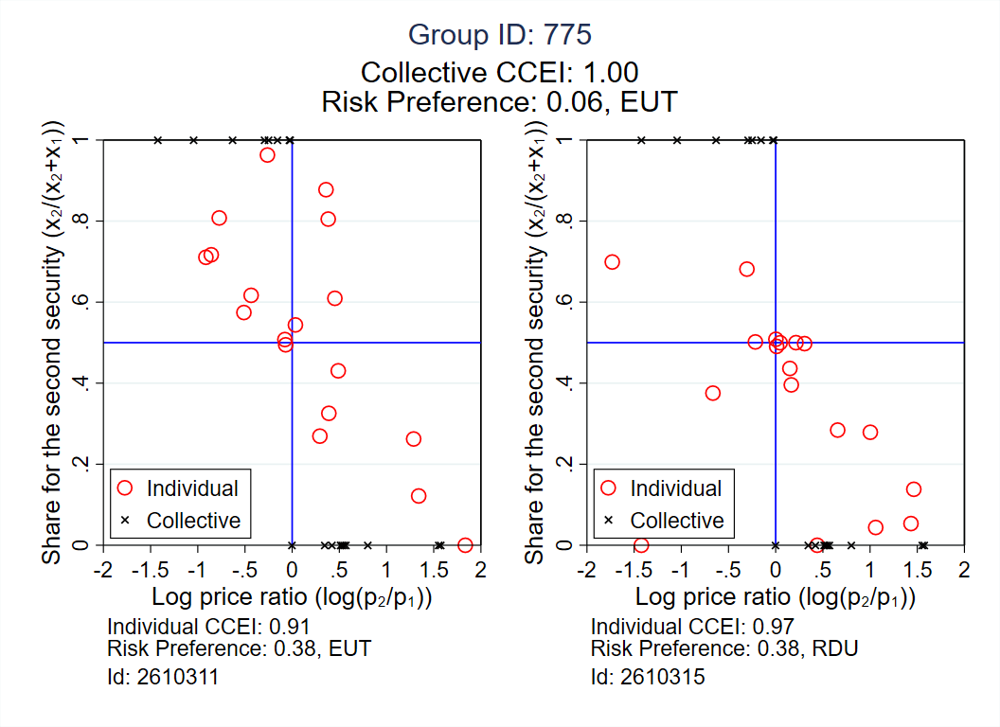 Group ID: 775
Collective CCEI: 1.00
Risk Preference: 0.06, EUT
Share for the second security (x₂/(x₂+x₁))
1
.8
.6
.4
.2
0
Individual
Collective
-2 -1.5 -1 -.5 0 .5 1 1.5 2
Log price ratio (log(p₂/p₁))
Individual CCEI: 0.91
Risk Preference: 0.38, EUT
Id: 2610311
Share for the second security (x₂/(x₂+x₁))
1
.8
.6
.4
.2
0
Individual
Collective
-2 -1.5 -1 -.5 0 .5 1 1.5 2
Log price ratio (log(p₂/p₁))
Individual CCEI: 0.97
Risk Preference: 0.38, RDU
Id: 2610315